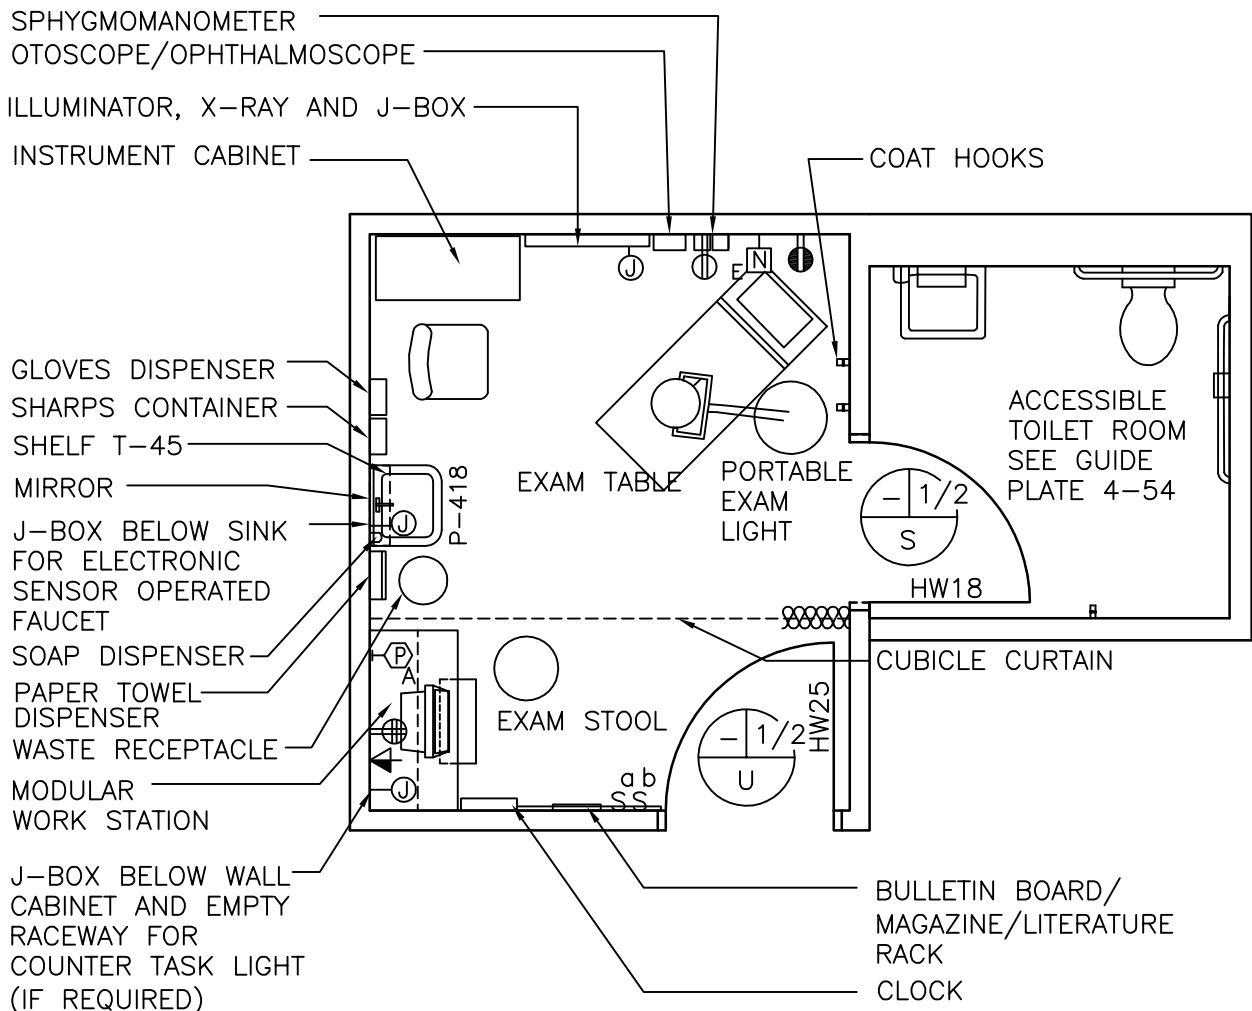 SPHYGMOMANOMETER
OTOSCOPE/OPHTHALMOSCOPE
ILLUMINATOR, X-RAY AND J-BOX
INSTRUMENT CABINET
COAT HOOKS
J
E
N
GLOVES DISPENSER
SHARPS CONTAINER
SHELF T-45
MIRROR
J-BOX BELOW SINK
FOR ELECTRONIC
SENSOR OPERATED
FAUCET
SOAP DISPENSER
PAPER TOWEL
DISPENSER
WASTE RECEPTACLE
MODULAR
WORK STATION
J-BOX BELOW WALL
CABINET AND EMPTY
RACEWAY FOR
COUNTER TASK LIGHT
(IF REQUIRED)
J
P-418
EXAM TABLE
PORTABLE
EXAM
LIGHT
ACCESSIBLE
TOILET ROOM
SEE GUIDE
PLATE 4-54
- 1/2
S
HW18
CUBICLE CURTAIN
P
A
EXAM STOOL
J
HW25
- 1/2
U
a b
S S
BULLETIN BOARD/
MAGAZINE/LITERATURE
RACK
CLOCK